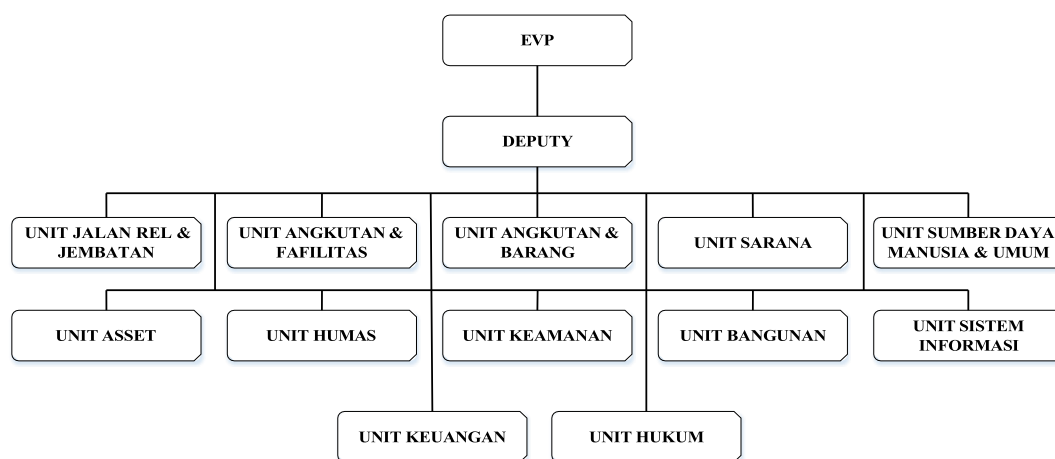 EVP
DEPUTY
UNIT JALAN REL &
JEMBATAN
UNIT ANGKUTAN &
FAFILITAS
UNIT ANGKUTAN &
BARANG
UNIT SARANA
UNIT SUMBER DAYA
MANUSIA & UMUM
UNIT ASSET
UNIT HUMAS
UNIT KEAMANAN
UNIT BANGUNAN
UNIT SISTEM
INFORMASI
UNIT KEUANGAN
UNIT HUKUM